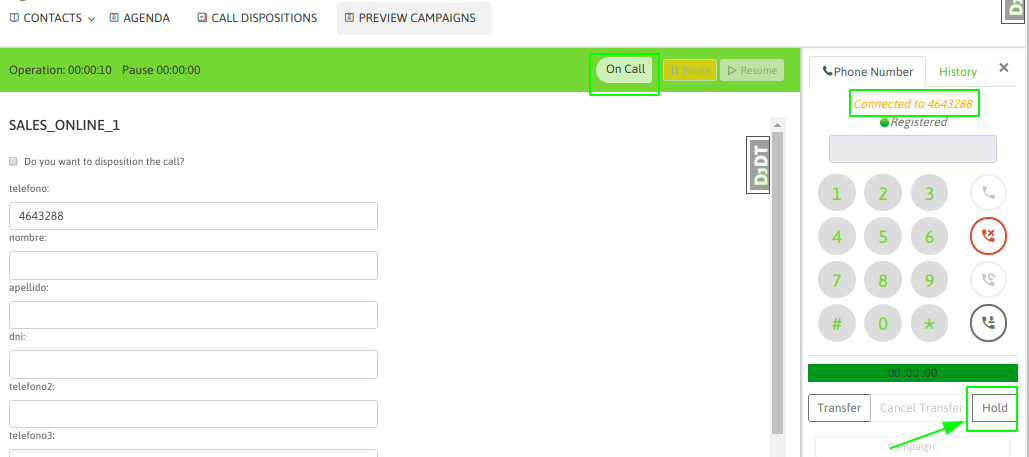 CONTACTS AGENDA CALL DISPOSITIONS PREVIEW CAMPAIGNS
Operation: 00:00:10 Pause 00:00:00 On Call Pause Resume
Phone Number History ×
Connected to 4643288
Registered
SALES_ONLINE_1
Do you want to disposition the call?
DjDT
telefono:
4643288
nombre:
apellido:
dni:
telefono2:
telefono3:
1 2 3
4 5 6
7 8 9
# 0 *
00 :00 :00
Transfer Cancel Transfer Hold
Campaign: